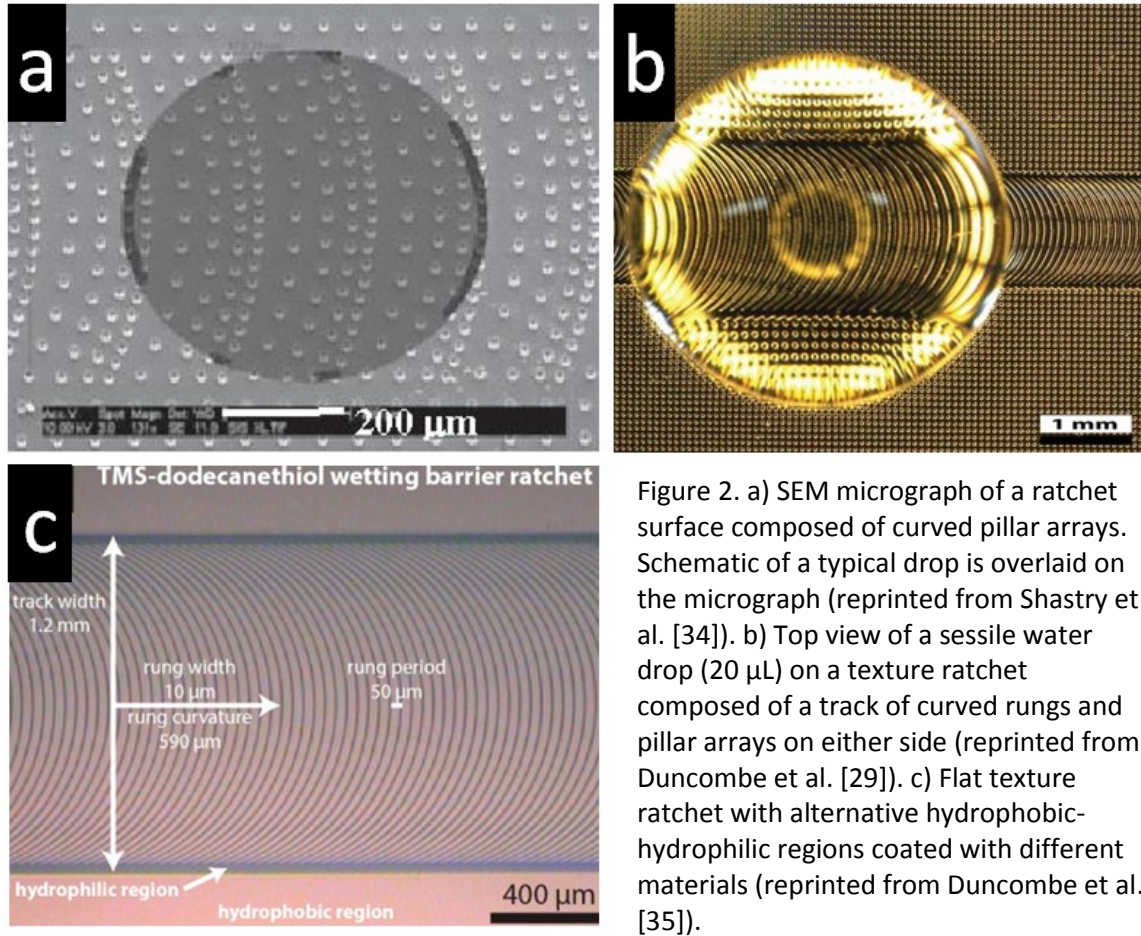 a
b
Acc.V Spot Magn Det WD
200 µm
1 mm
TMS-dodecanethiol wetting barrier ratchet
c
track width
1.2 mm
rung width
10 µm
rung curvature
590 µm
rung period
50 µm
hydrophilic region
hydrophobic region
400 µm
Figure 2. a) SEM micrograph of a ratchet
surface composed of curved pillar arrays.
Schematic of a typical drop is overlaid on
the micrograph (reprinted from Shastry et
al. [34]). b) Top view of a sessile water
drop (20 µL) on a texture ratchet
composed of a track of curved rungs and
pillar arrays on either side (reprinted from
Duncombe et al. [29]). c) Flat texture
ratchet with alternative hydrophobic-
hydrophilic regions coated with different
materials (reprinted from Duncombe et al.
[35]).